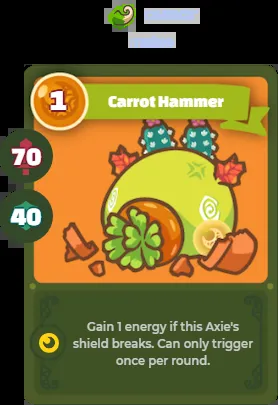 1
Carrot Hammer
70
40
Gain 1 energy if this Axie's
shield breaks. Can only trigger
once per round.